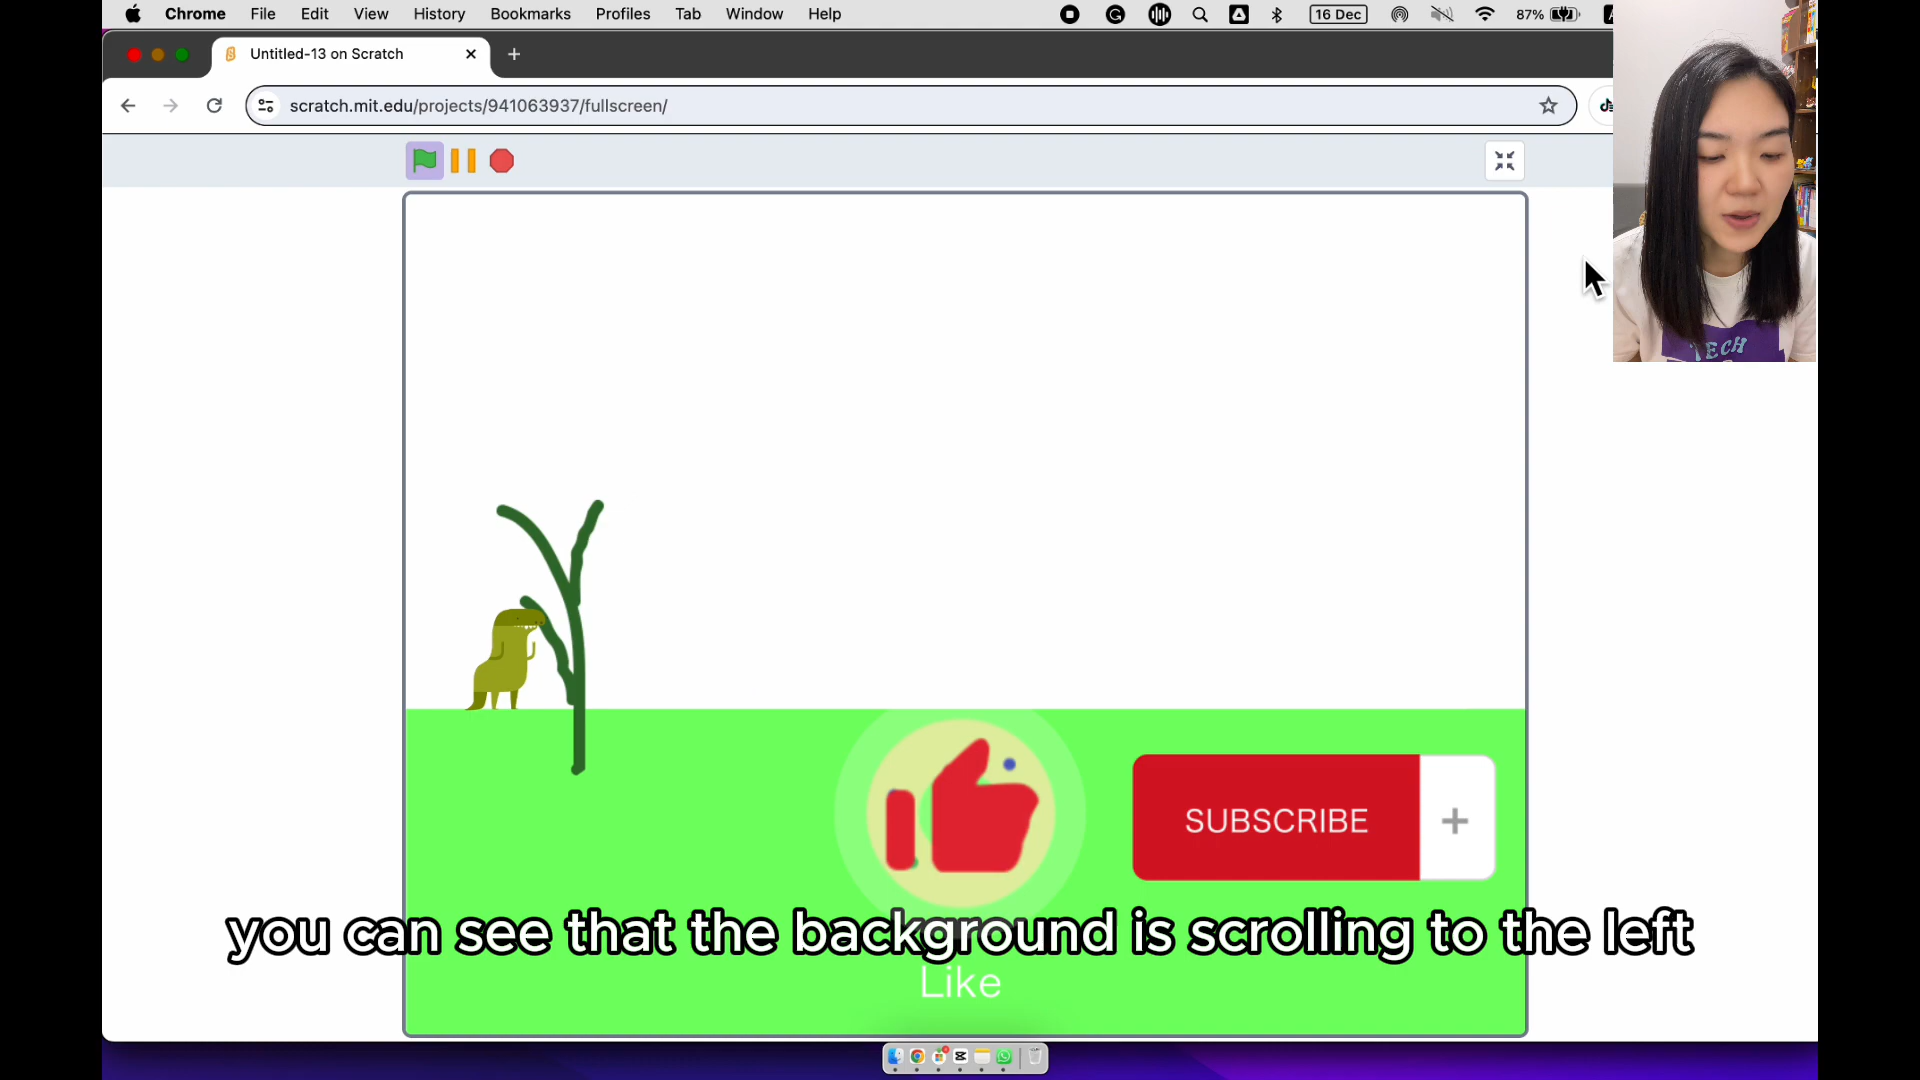 Chrome File Edit View History Bookmarks Profiles Tab Window Help 16 Dec 87%
Untitled-13 on Scratch
scratch.mit.edu/projects/941063937/fullscreen/
TECH
SUBSCRIBE +
you can see that the background is scrolling to the left
Like